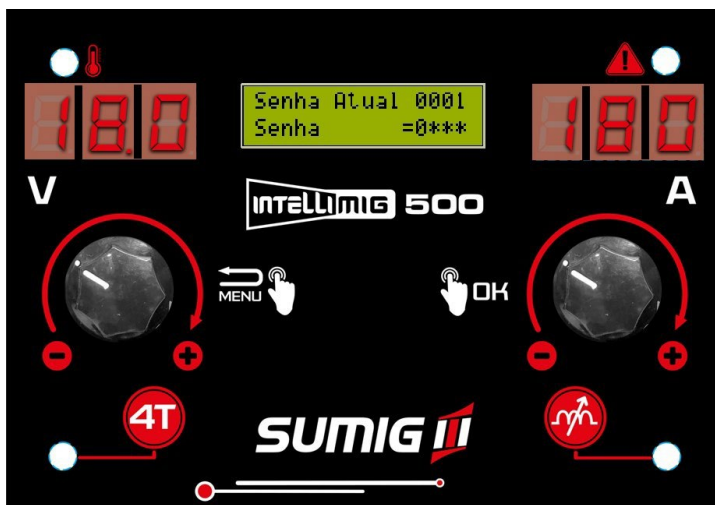 18.0
Senha Atual 0001
Senha =0***
180
V
INTELLIMIG 500
A
MENU
OK
4T
SUMIG